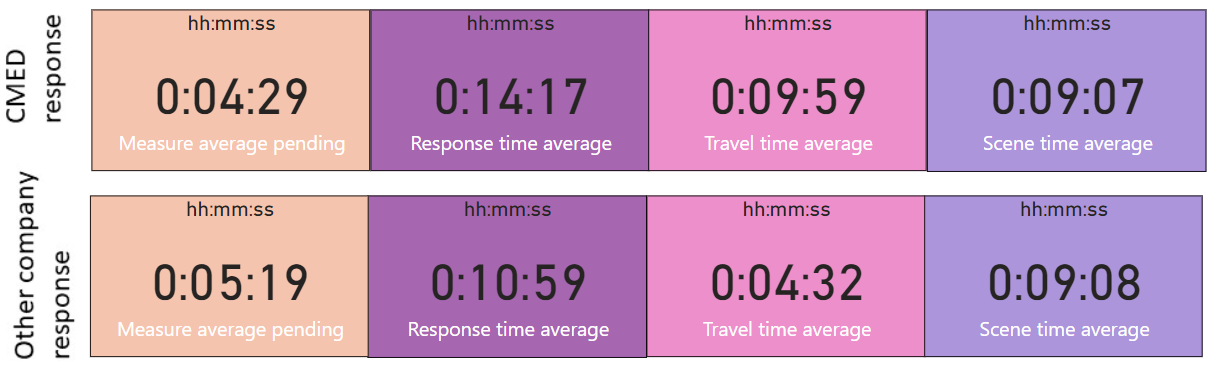 CMED
response
hh:mm:ss
0:04:29
Measure average pending
hh:mm:ss
0:14:17
Response time average
hh:mm:ss
0:09:59
Travel time average
hh:mm:ss
0:09:07
Scene time average
Other company
response
hh:mm:ss
0:05:19
Measure average pending
hh:mm:ss
0:10:59
Response time average
hh:mm:ss
0:04:32
Travel time average
hh:mm:ss
0:09:08
Scene time average